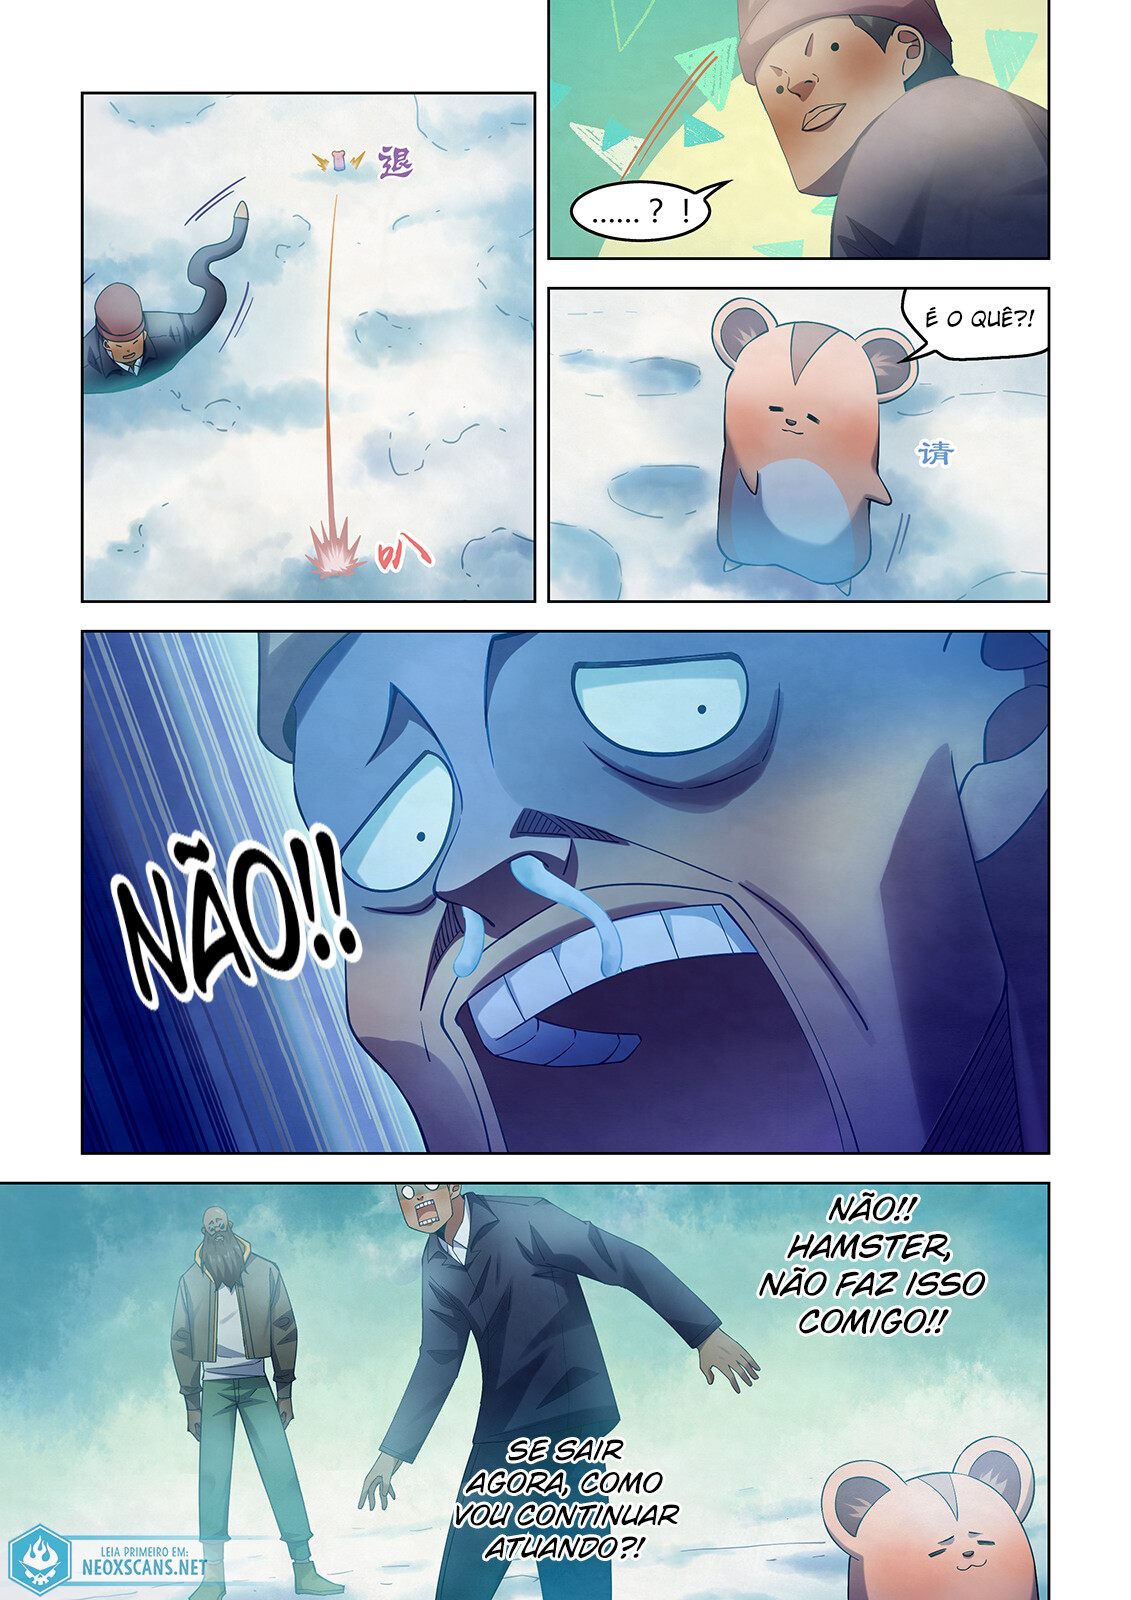 ......？！
退
叭
É O QUÊ?!
请
NÃO!!
NÃO!!
HAMSTER,
NÃO FAZ ISSO
COMIGO!!
SE SAIR
AGORA, COMO
VOU CONTINUAR
ATUANDO?!
LEIA PRIMEIRO EM:
NEOXSCANS.NET